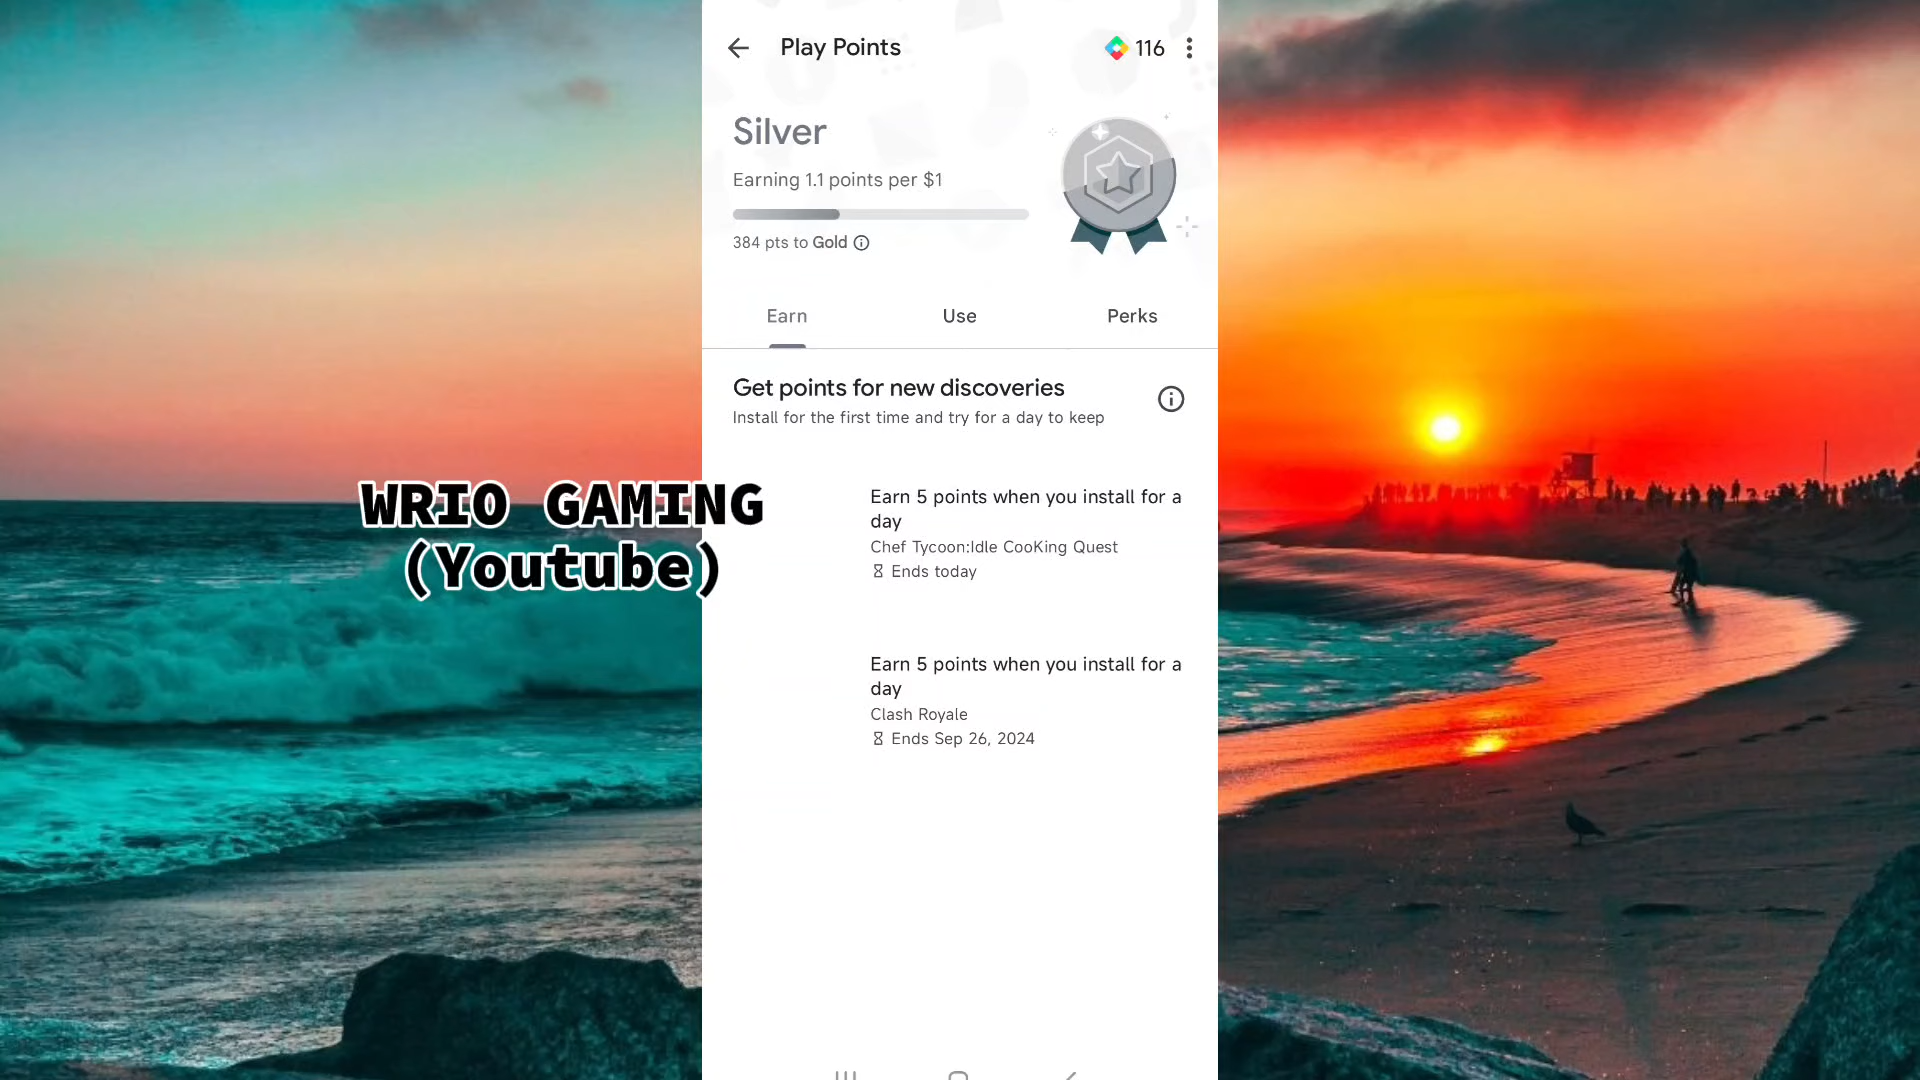 Play Points
116
Silver
Earning 1.1 points per $1
384 pts to Gold
Earn
Use
Perks
Get points for new discoveries
Install for the first time and try for a day to keep
WRIO GAMING
(Youtube)
Earn 5 points when you install for a
day
Chef Tycoon:Idle CooKing Quest
Ends today
Earn 5 points when you install for a
day
Clash Royale
Ends Sep 26, 2024